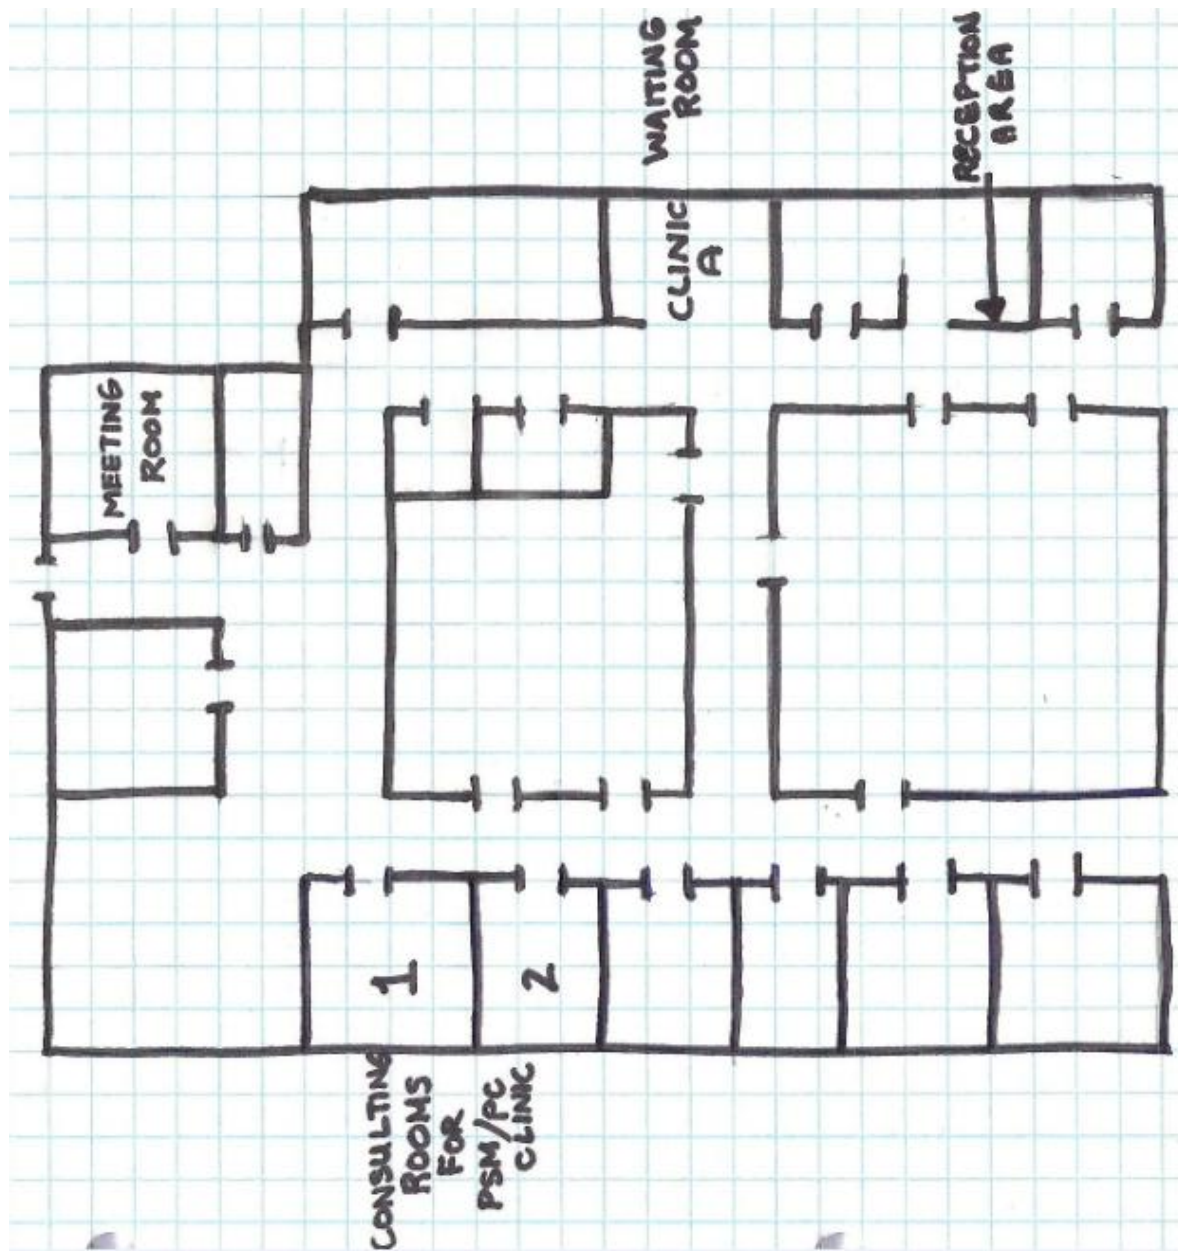 WAITING
ROOM
RECEPTION
AREA
CLINIC
A
MEETING
ROOM
1
2
CONSULTING
ROOMS
FOR
PSM/PC
CLINIC